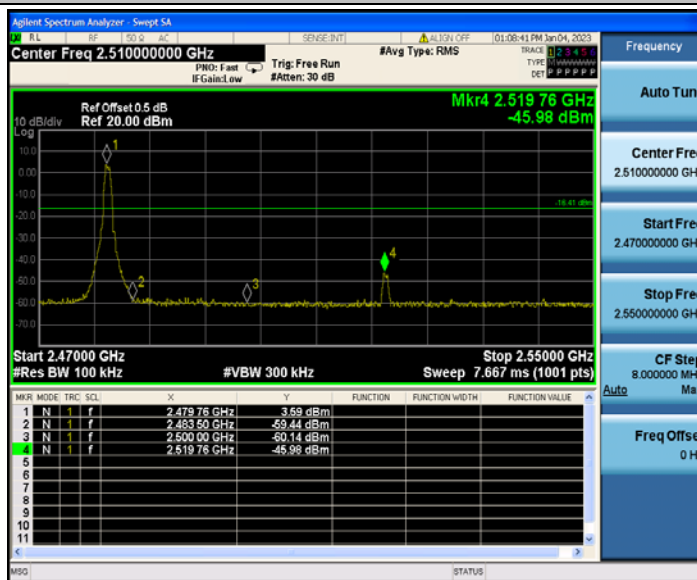 Agilent Spectrum Analyzer - Swept SA
RL RF 50 Ω AC SENSE:INT ALIGN OFF 01:08:41 PM Jan 04, 2023
Center Freq 2.510000000 GHz #Avg Type: RMS TRACE 1 2 3 4 5 6
PNO: Fast Trig: Free Run TYPE M
IFGain:Low #Atten: 30 dB DET P P P P P P
Frequency
Auto Tun
Center Fre
2.510000000 GH
Start Fre
2.470000000 GH
Stop Fre
2.550000000 GH
CF Step
8.000000 MH
Auto Ma
Freq Offse
0 H
Mkr4 2.519 76 GHz
Ref Offset 0.5 dB
10 dB/div Ref 20.00 dBm -45.98 dBm
Log
10.0
0.00
-10.0
-20.0
-30.0
-40.0
-50.0
-60.0
-70.0
1
2
3
4
-16.41 dBm
Start 2.47000 GHz Stop 2.55000 GHz
#Res BW 100 kHz #VBW 300 kHz Sweep 7.667 ms (1001 pts)
MKR MODE TRC SCL X Y FUNCTION FUNCTION WIDTH FUNCTION VALUE
1 N 1 f 2.479 76 GHz 3.59 dBm
2 N 1 f 2.483 50 GHz -59.44 dBm
3 N 1 f 2.500 00 GHz -60.14 dBm
4 N 1 f 2.519 76 GHz -45.98 dBm
5
6
7
8
9
10
11
MSG STATUS